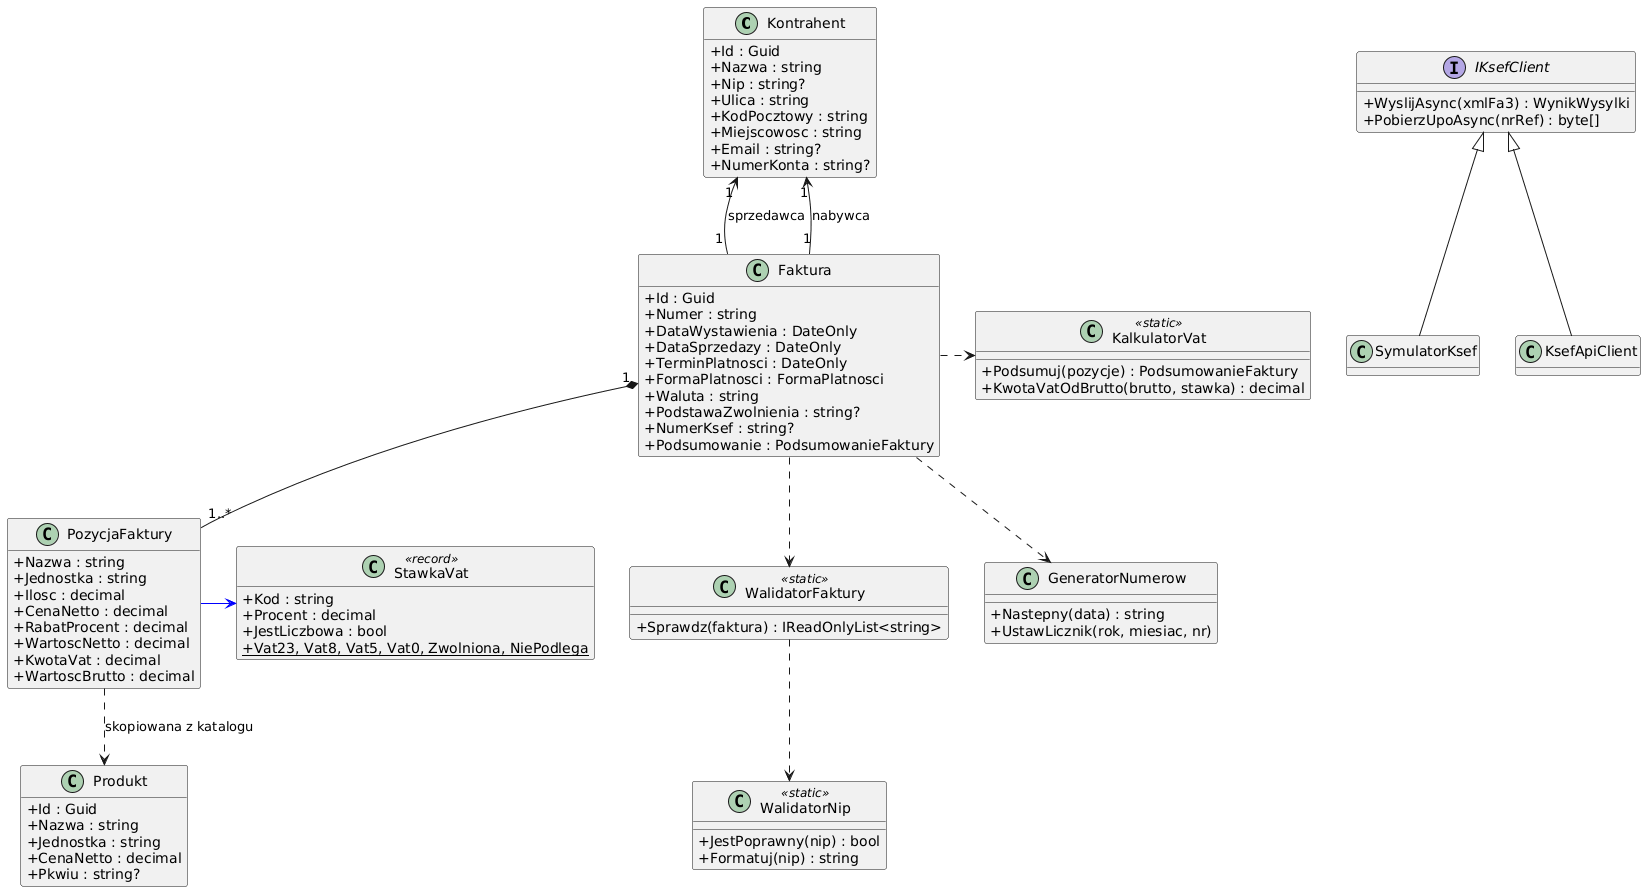 C Kontrahent
+Id : Guid
+Nazwa : string
+Nip : string?
+Ulica : string
+KodPocztowy : string
+Miejscowosc : string
+Email : string?
+NumerKonta : string?
I IKsefClient
+WyslijAsync(xmlFa3) : WynikWysylki
+PobierzUpoAsync(nrRef) : byte[]
1
1
sprzedawca
nabywca
1
1
C Faktura
+Id : Guid
+Numer : string
+DataWystawienia : DateOnly
+DataSprzedazy : DateOnly
+TerminPlatnosci : DateOnly
+FormaPlatnosci : FormaPlatnosci
+Waluta : string
+PodstawaZwolnienia : string?
+NumerKsef : string?
+Podsumowanie : PodsumowanieFaktury
«static»
C KalkulatorVat
+Podsumuj(pozycje) : PodsumowanieFaktury
+KwotaVatOdBrutto(brutto, stawka) : decimal
C SymulatorKsef
C KsefApiClient
1
1..*
C PozycjaFaktury
+Nazwa : string
+Jednostka : string
+Ilosc : decimal
+CenaNetto : decimal
+RabatProcent : decimal
+WartoscNetto : decimal
+KwotaVat : decimal
+WartoscBrutto : decimal
«record»
C StawkaVat
+Kod : string
+Procent : decimal
+JestLiczbowa : bool
+Vat23, Vat8, Vat5, Vat0, Zwolniona, NiePodlega
«static»
C WalidatorFaktury
+Sprawdz(faktura) : IReadOnlyList<string>
C GeneratorNumerow
+Nastepny(data) : string
+UstawLicznik(rok, miesiac, nr)
skopiowana z katalogu
C Produkt
+Id : Guid
+Nazwa : string
+Jednostka : string
+CenaNetto : decimal
+Pkwiu : string?
«static»
C WalidatorNip
+JestPoprawny(nip) : bool
+Formatuj(nip) : string